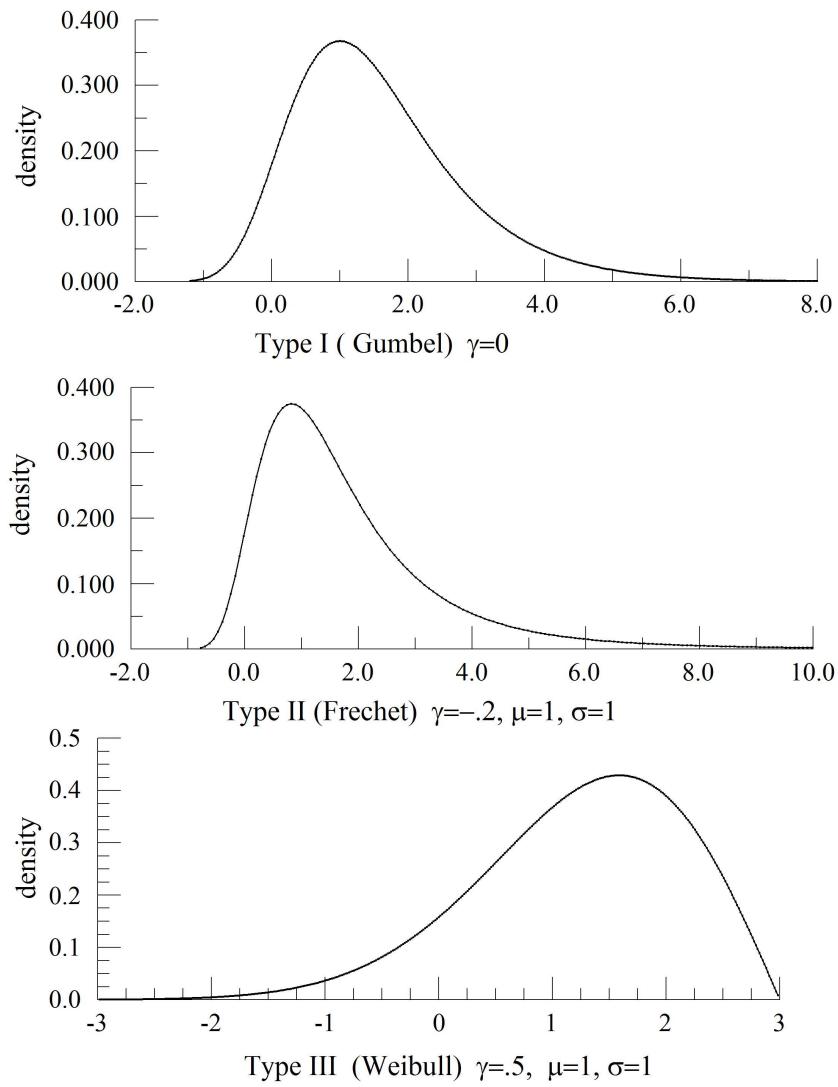 0.400
0.300
density
0.200
0.100
0.000
-2.0 0.0 2.0 4.0 6.0 8.0
Type I ( Gumbel) γ=0
0.400
0.300
density
0.200
0.100
0.000
-2.0 0.0 2.0 4.0 6.0 8.0 10.0
Type II (Frechet) γ=−.2, μ=1, σ=1
0.5
0.4
0.3
density
0.2
0.1
0.0
-3 -2 -1 0 1 2 3
Type III (Weibull) γ=.5, μ=1, σ=1